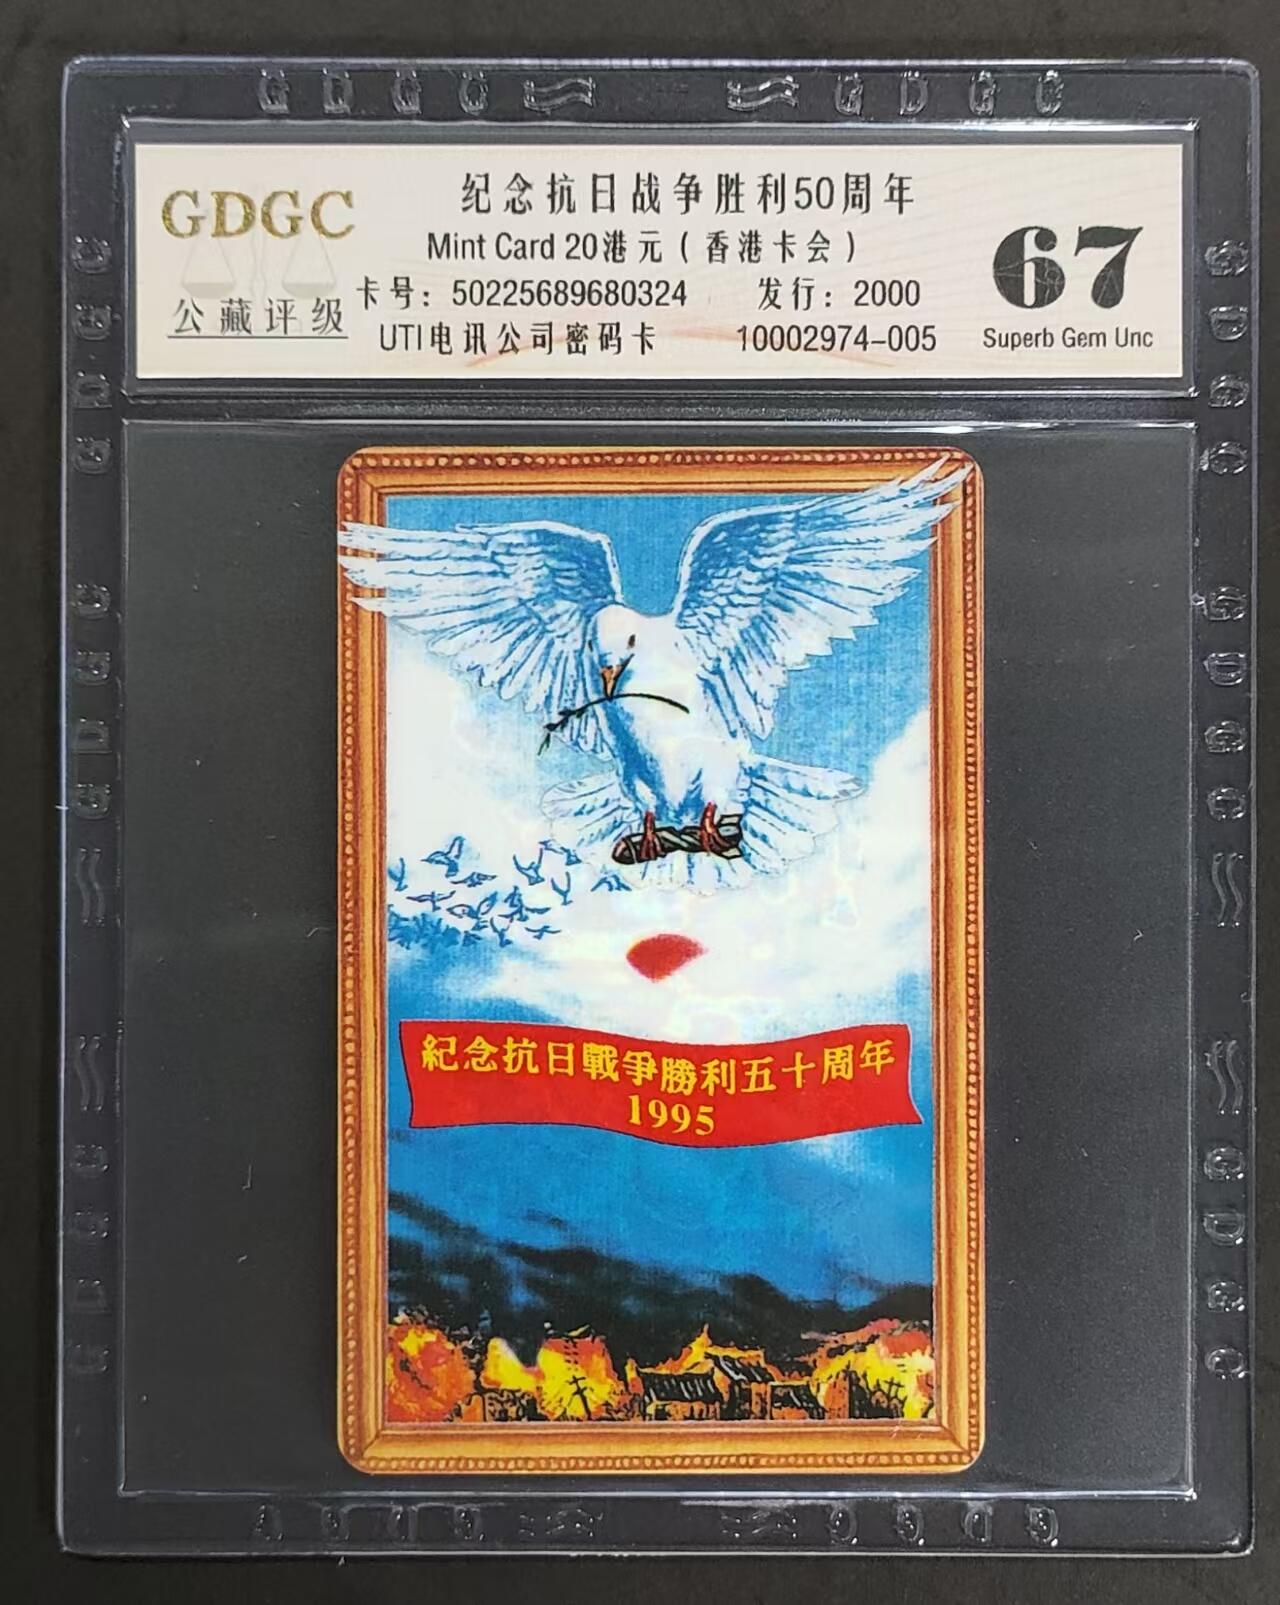 G D G C G D G C
GDGC
公藏评级
纪念抗日战争胜利50周年
Mint Card 20港元（香港卡会）
卡号：50225689680324 发行：2000
UTI电讯公司密码卡 10002974-005
67
Superb Gem Unc
紀念抗日戰爭勝利五十周年
1995